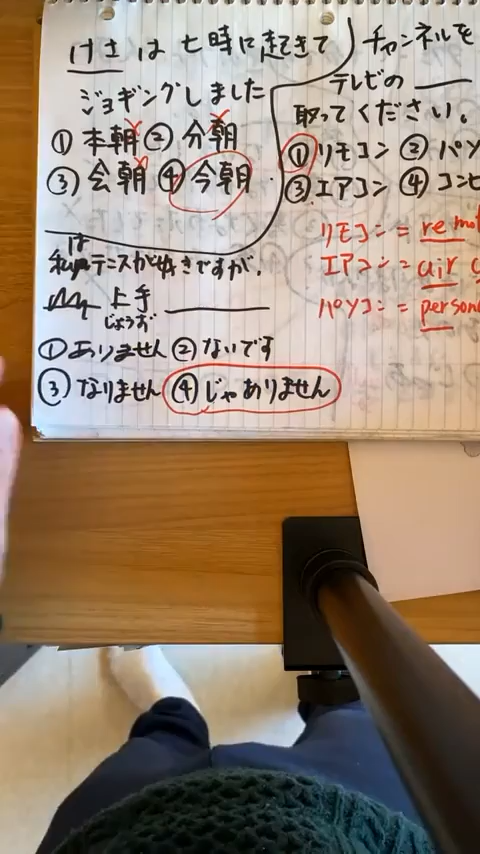 けさは七時に起きて
ジョギングしました
① 本朝 ② 分朝
③ 会朝 ④ 今朝
チャンネルを
テレビの
取ってください。
① リモコン ② パソ
③ エアコン ④ コンビ
リモコン = remot
エアコン = air c
パソコン = person
私はテニスが好きですが、
上手
じょうず
① ありません ② ないです
③ なりません ④ じゃありません